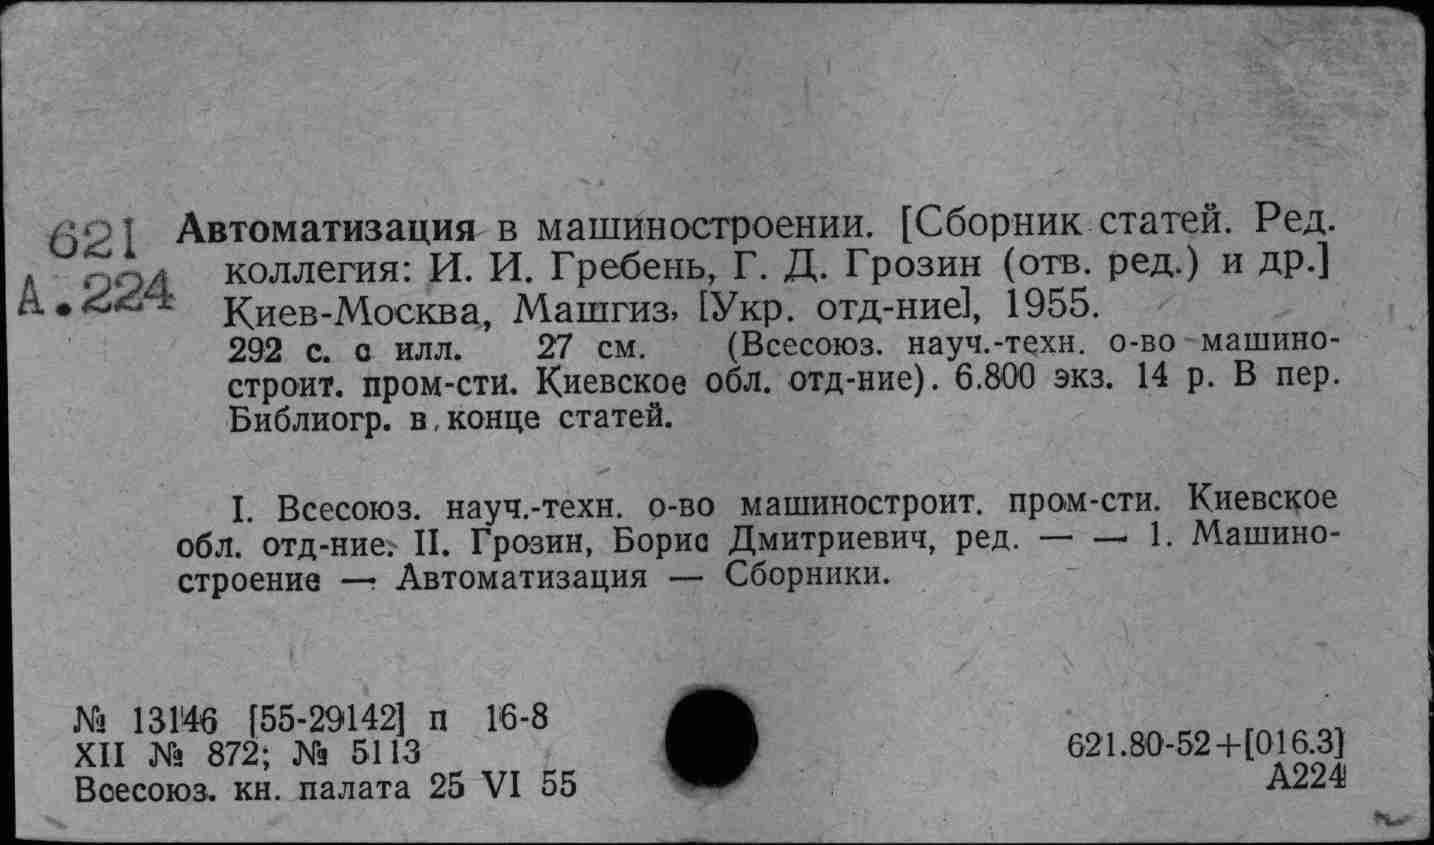 621
А.224
Автоматизация в машиностроении. [Сборник статей. Ред.
коллегия: И. И. Гребень, Г. Д. Грозин (отв. ред.) и др.]
Киев-Москва, Машгиз, [Укр. отд-ние], 1955.
292 с. с илл. 27 см. (Всесоюз. науч.-техн. о-во машино-
строит. пром-сти. Киевское обл. отд-ние). 6.800 экз. 14 р. В пер.
Библиогр. в конце статей.
I. Всесоюз. науч.-техн. о-во машиностроит. пром-сти. Киевское
обл. отд-ние. II. Грозин, Борис Дмитриевич, ред. — — 1. Машино-
строение — Автоматизация — Сборники.
№ 13146 [55-29142] п 16-8
XII № 872; № 5113
Всесоюз. кн. палата 25 VI 55
621.80-52+[016.3]
А224